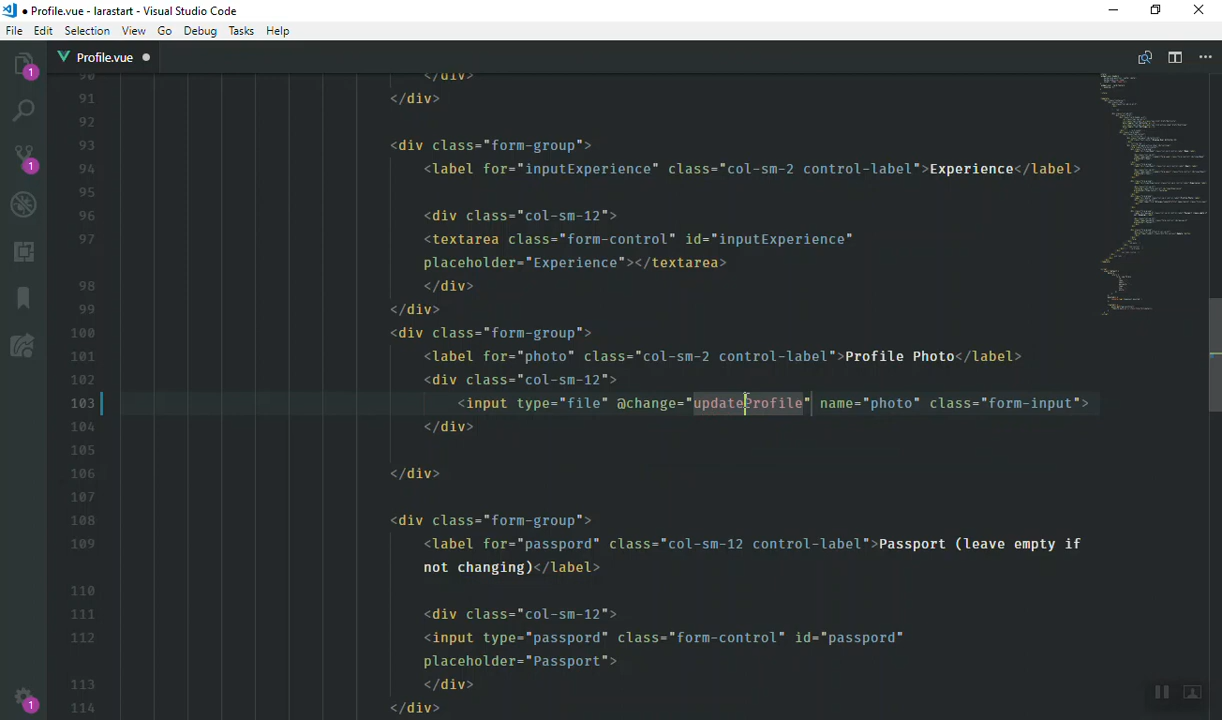 ● Profile.vue - larastart - Visual Studio Code
File Edit Selection View Go Debug Tasks Help
Profile.vue ●
90 </div>
91 </div>
92
93 <div class="form-group">
94 <label for="inputExperience" class="col-sm-2 control-label">Experience</label>
95
96 <div class="col-sm-12">
97 <textarea class="form-control" id="inputExperience"
placeholder="Experience"></textarea>
98 </div>
99 </div>
100 <div class="form-group">
101 <label for="photo" class="col-sm-2 control-label">Profile Photo</label>
102 <div class="col-sm-12">
103 <input type="file" @change="updateProfile" name="photo" class="form-input">
104 </div>
105
106 </div>
107
108 <div class="form-group">
109 <label for="passpord" class="col-sm-12 control-label">Passport (leave empty if
not changing)</label>
110
111 <div class="col-sm-12">
112 <input type="passpord" class="form-control" id="passpord"
placeholder="Passport">
113 </div>
114 </div>
1
1
1